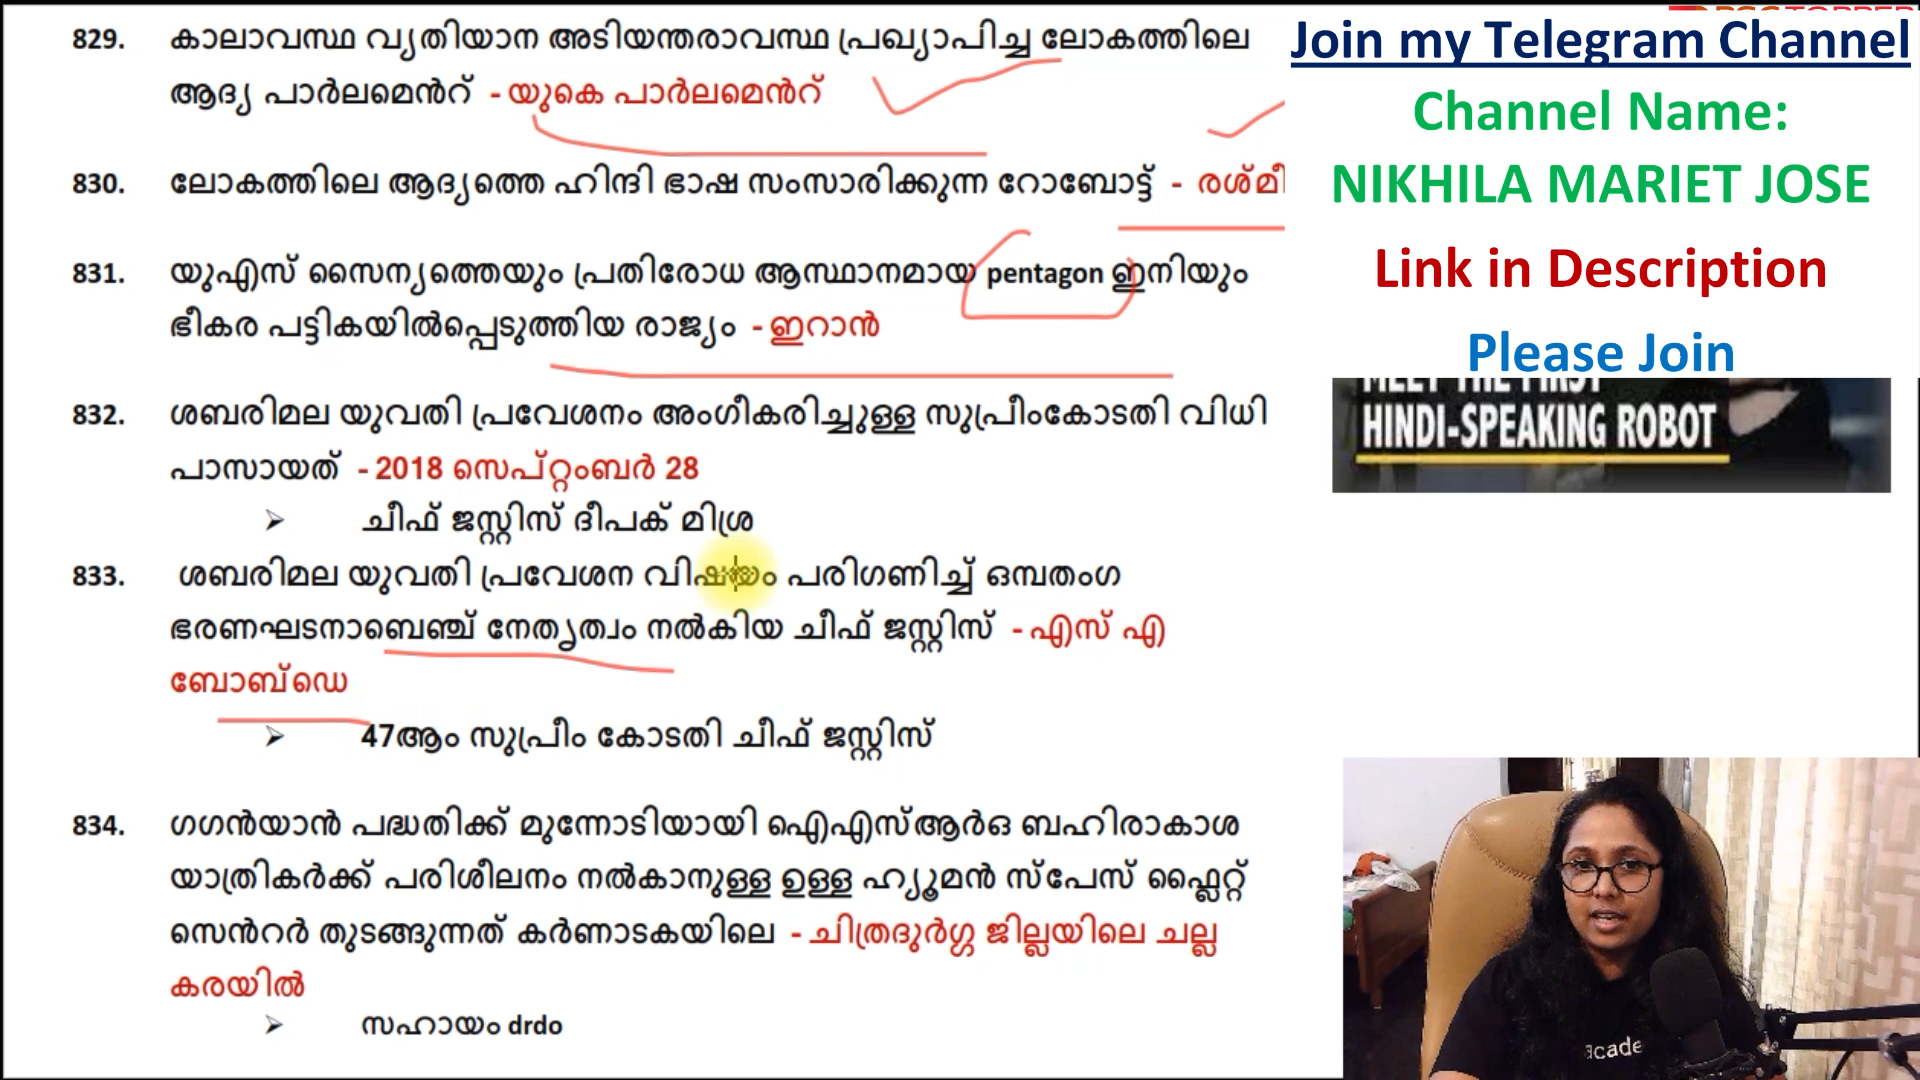 829. കാലാവസ്ഥ വ്യതിയാന അടിയന്തരാവസ്ഥ പ്രഖ്യാപിച്ച ലോകത്തിലെ
ആദ്യ പാർലമെൻറ് - യുകെ പാർലമെൻറ്
830. ലോകത്തിലെ ആദ്യത്തെ ഹിന്ദി ഭാഷ സംസാരിക്കുന്ന റോബോട്ട് - രശ്മി
831. യുഎസ് സൈന്യത്തെയും പ്രതിരോധ ആസ്ഥാനമായ pentagon ഇനിയും
ഭീകര പട്ടികയിൽപ്പെടുത്തിയ രാജ്യം - ഇറാൻ
832. ശബരിമല യുവതി പ്രവേശനം അംഗീകരിച്ചുള്ള സുപ്രീംകോടതി വിധി
പാസായത് - 2018 സെപ്റ്റംബർ 28
➢ ചീഫ് ജസ്റ്റിസ് ദീപക് മിശ്ര
833. ശബരിമല യുവതി പ്രവേശന വിഷയം പരിഗണിച്ച് ഒമ്പതംഗ
ഭരണഘടനാബെഞ്ച് നേതൃത്വം നൽകിയ ചീഫ് ജസ്റ്റിസ് - എസ് എ
ബോബ്ഡെ
➢ 47ആം സുപ്രീം കോടതി ചീഫ് ജസ്റ്റിസ്
834. ഗഗൻയാൻ പദ്ധതിക്ക് മുന്നോടിയായി ഐഎസ്ആർഒ ബഹിരാകാശ
യാത്രികർക്ക് പരിശീലനം നൽകാനുള്ള ഉള്ള ഹ്യൂമൻ സ്പേസ് ഫ്ലൈറ്റ്
സെൻറർ തുടങ്ങുന്നത് കർണാടകയിലെ - ചിത്രദുർഗ്ഗ ജില്ലയിലെ ചല്ല
കരയിൽ
➢ സഹായം drdo
Join my Telegram Channel
Channel Name:
NIKHILA MARIET JOSE
Link in Description
Please Join
MEET THE FIRST
HINDI-SPEAKING ROBOT
acade